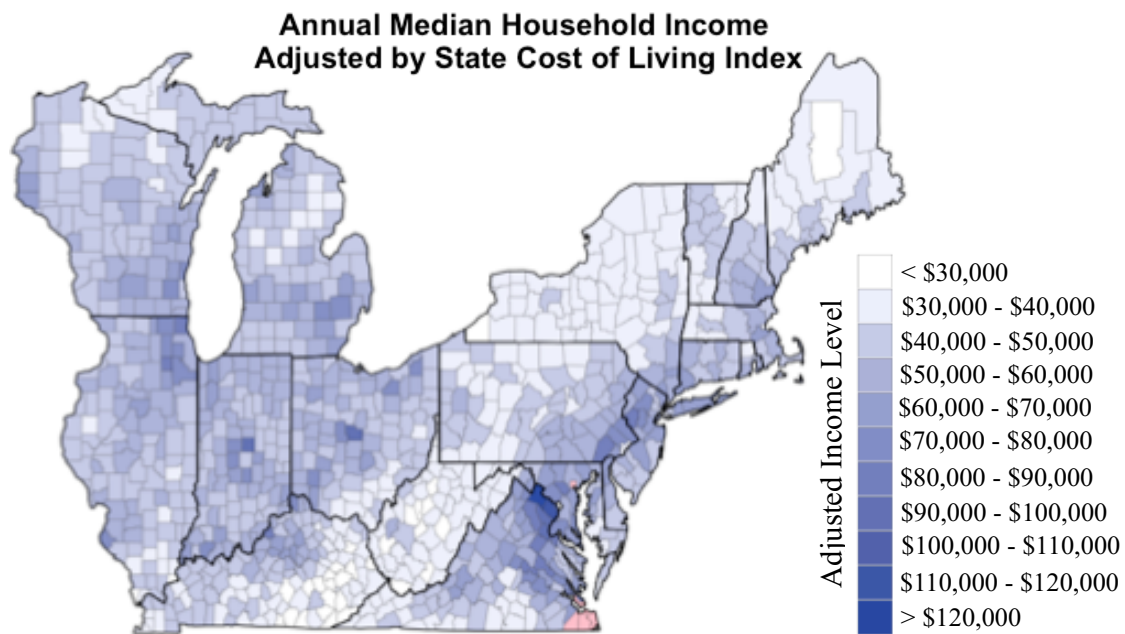 Annual Median Household Income
Adjusted by State Cost of Living Index
Adjusted Income Level
< $30,000
$30,000 - $40,000
$40,000 - $50,000
$50,000 - $60,000
$60,000 - $70,000
$70,000 - $80,000
$80,000 - $90,000
$90,000 - $100,000
$100,000 - $110,000
$110,000 - $120,000
> $120,000